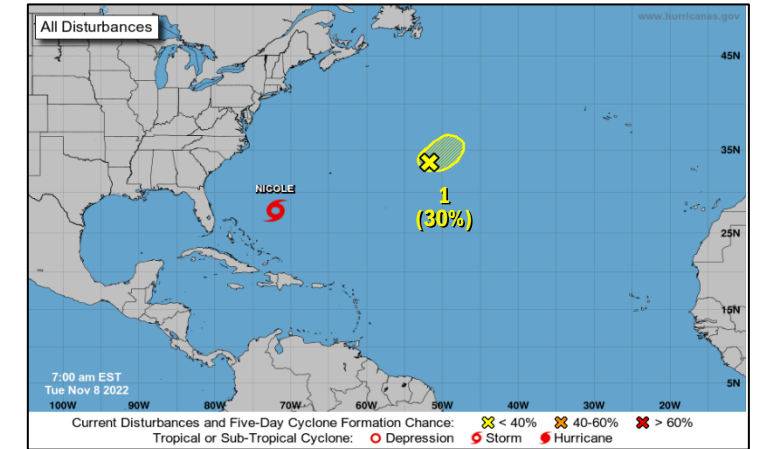 All Disturbances
www.hurricanes.gov
45N
35N
NICOLE
1
(30%)
25N
15N
7:00 am EST
Tue Nov 8 2022
5N
100W 90W 80W 70W 60W 50W 40W 30W 20W
Current Disturbances and Five-Day Cyclone Formation Chance: < 40% 40-60% > 60%
Tropical or Sub-Tropical Cyclone: Depression Storm Hurricane